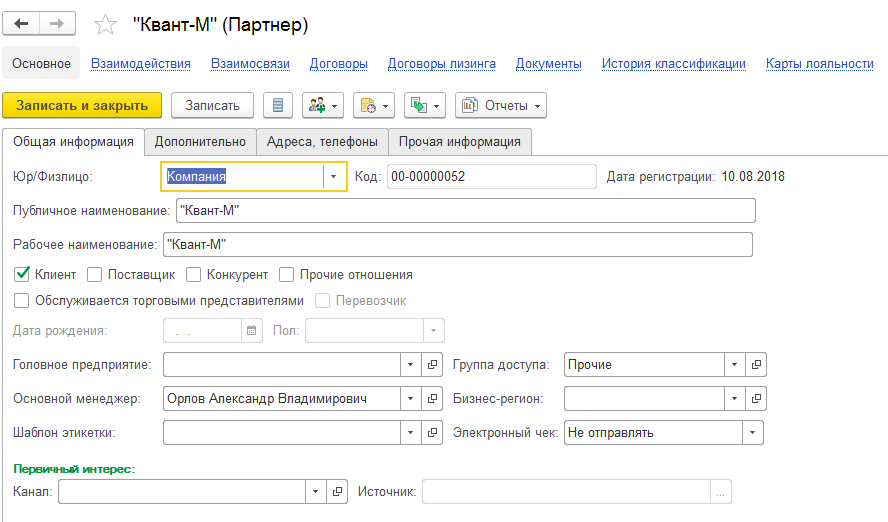 "Квант-М" (Партнер)
Основное Взаимодействия Взаимосвязи Договоры Договоры лизинга Документы История классификации Карты лояльности
Записать и закрыть Записать Отчеты
Общая информация Дополнительно Адреса, телефоны Прочая информация
Юр/Физлицо: Компания Код: 00-00000052 Дата регистрации: 10.08.2018
Публичное наименование: "Квант-М"
Рабочее наименование: "Квант-М"
Клиент Поставщик Конкурент Прочие отношения
Обслуживается торговыми представителями Перевозчик
Дата рождения: . . Пол:
Головное предприятие: Группа доступа: Прочие
Основной менеджер: Орлов Александр Владимирович Бизнес-регион:
Шаблон этикетки: Электронный чек: Не отправлять
Первичный интерес:
Канал: Источник: ...